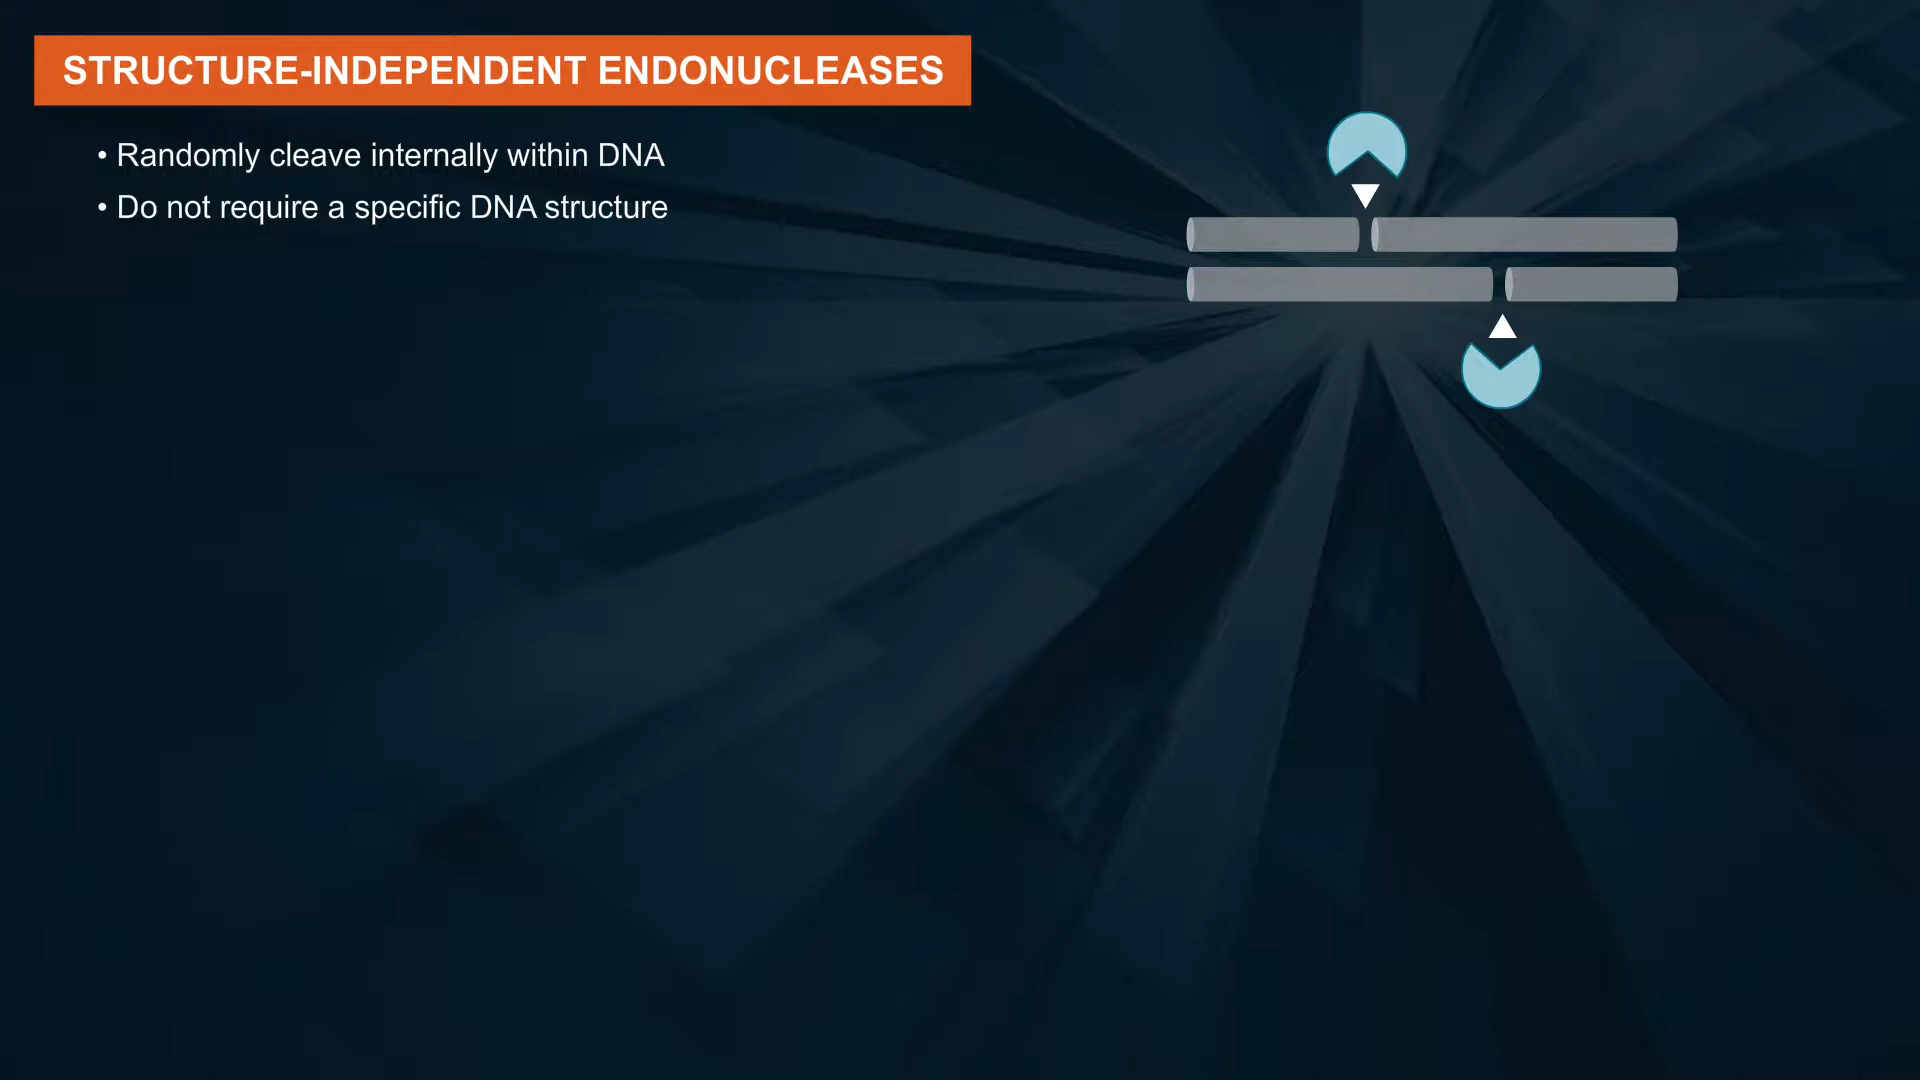 STRUCTURE-INDEPENDENT ENDONUCLEASES
• Randomly cleave internally within DNA
• Do not require a specific DNA structure